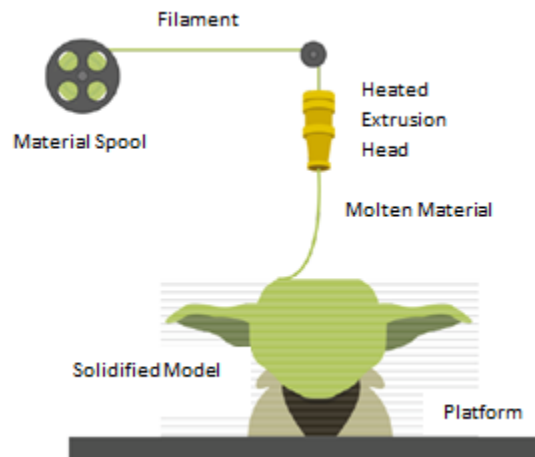 Filament
Material Spool
Heated
Extrusion
Head
Molten Material
Solidified Model
Platform